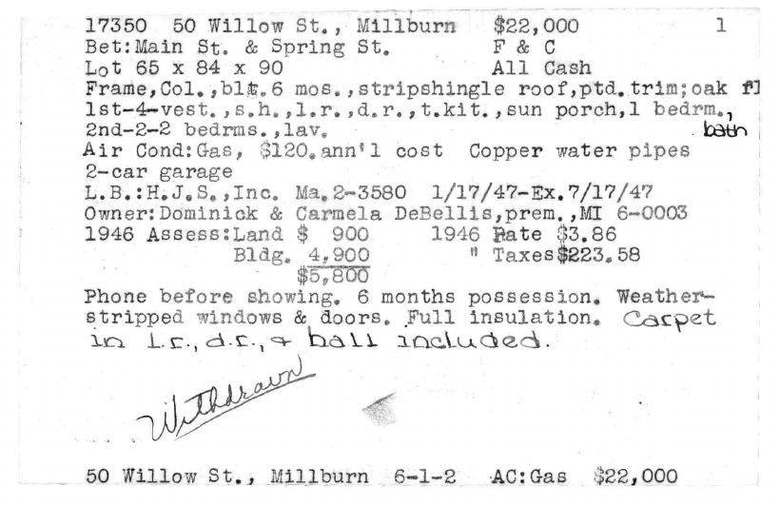 17350 50 Willow St., Millburn $22,000 1
Bet:Main St. & Spring St. F & C
Lot 65 x 84 x 90 All Cash
Frame,Col.,blt.6 mos.,stripshingle roof,ptd.trim;oak fl
1st-4-vest.,s.h.,l.r.,d.r.,t.kit.,sun porch,1 bedrm.,
2nd-2-2 bedrms.,lav. bath
Air Cond:Gas, $120.ann'l cost Copper water pipes
2-car garage
L.B.:H.J.S.,Inc. Ma.2-3580 1/17/47-Ex.7/17/47
Owner:Dominick & Carmela DeBellis,prem.,MI 6-0003
1946 Assess:Land $ 900 1946 Rate $3.86
Bldg. 4,900 " Taxes$223.58
$5,800
Phone before showing. 6 months possession. Weather-
stripped windows & doors. Full insulation. Carpet
in l.r., d.r., & hall included.
Withdrawn
50 Willow St., Millburn 6-1-2 AC:Gas $22,000